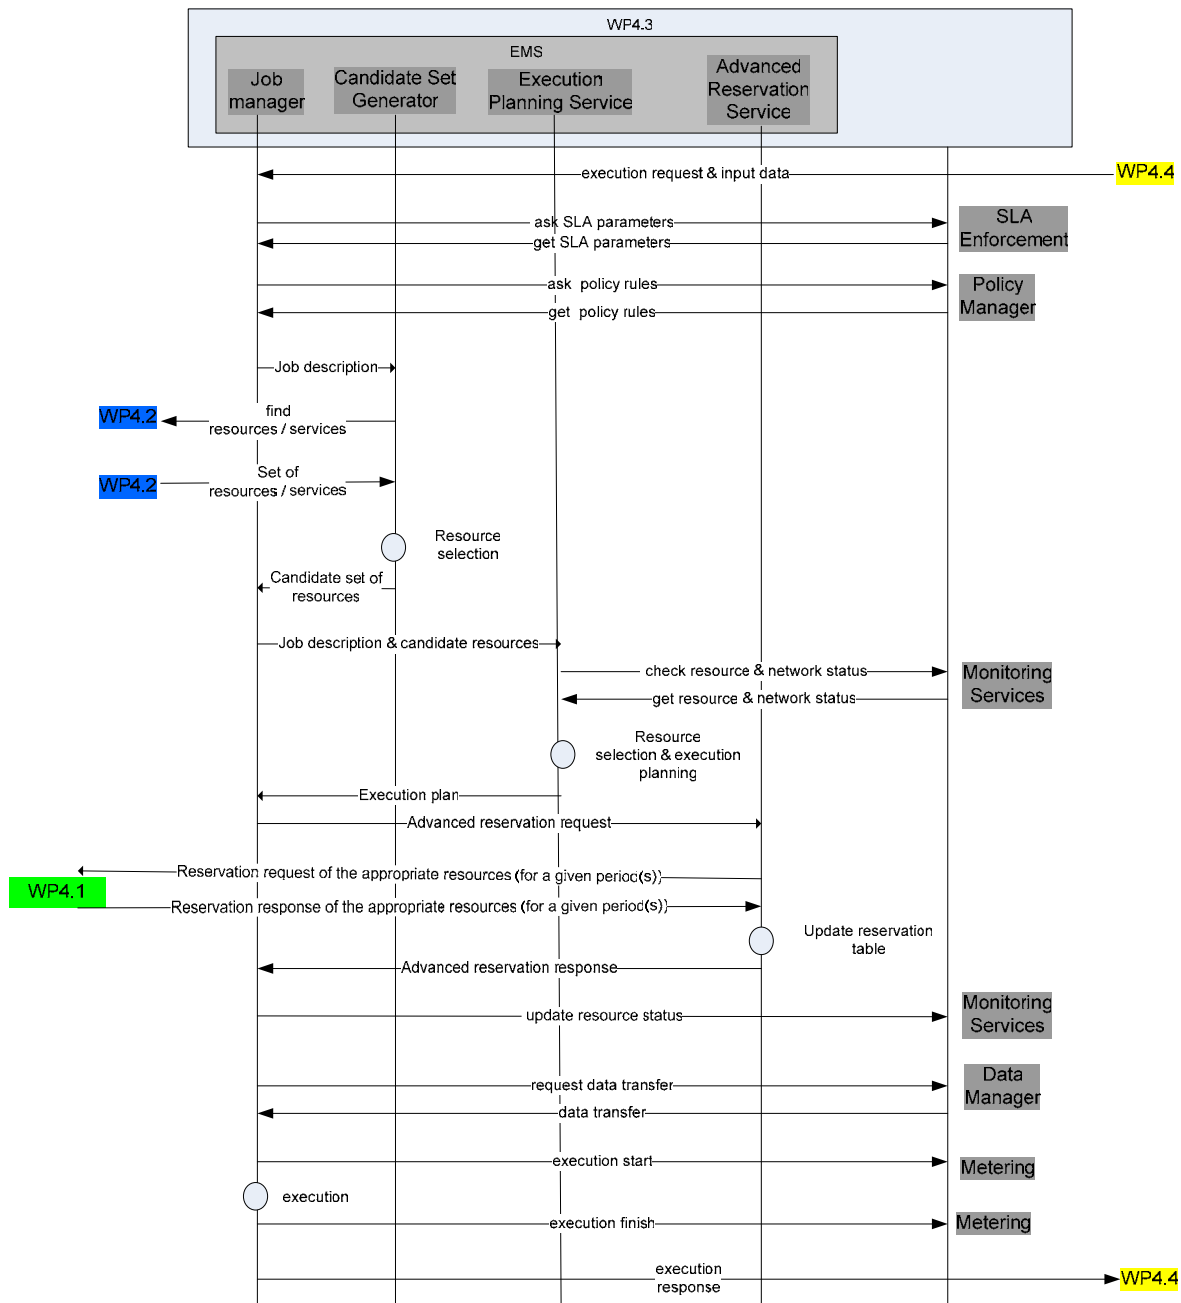 WP4.3
EMS
Job
manager
Candidate Set
Generator
Execution
Planning Service
Advanced
Reservation
Service
execution request & input data
WP4.4
ask SLA parameters
get SLA parameters
SLA
Enforcement
ask policy rules
get policy rules
Policy
Manager
Job description
WP4.2
find
resources / services
WP4.2
Set of
resources / services
Resource
selection
Candidate set of
resources
Job description & candidate resources
check resource & network status
get resource & network status
Monitoring
Services
Resource
selection & execution
planning
Execution plan
Advanced reservation request
Reservation request of the appropriate resources (for a given period(s))
WP4.1
Reservation response of the appropriate resources (for a given period(s))
Update reservation
table
Advanced reservation response
update resource status
Monitoring
Services
request data transfer
data transfer
Data
Manager
execution start
Metering
execution
execution finish
Metering
execution
response
WP4.4